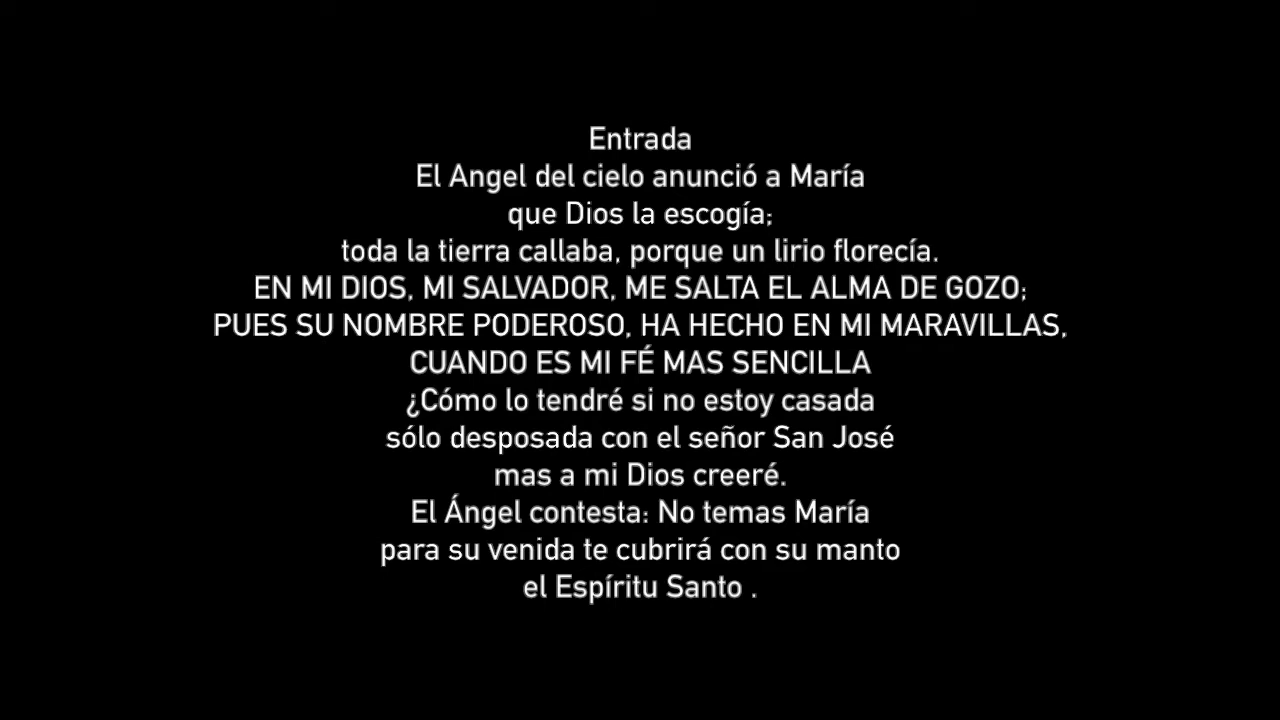 Entrada
El Angel del cielo anunció a María
que Dios la escogía;
toda la tierra callaba, porque un lirio florecía.
EN MI DIOS, MI SALVADOR, ME SALTA EL ALMA DE GOZO;
PUES SU NOMBRE PODEROSO, HA HECHO EN MI MARAVILLAS,
CUANDO ES MI FÉ MAS SENCILLA
¿Cómo lo tendré si no estoy casada
sólo desposada con el señor San José
mas a mi Dios creeré.
El Ángel contesta: No temas María
para su venida te cubrirá con su manto
el Espíritu Santo .